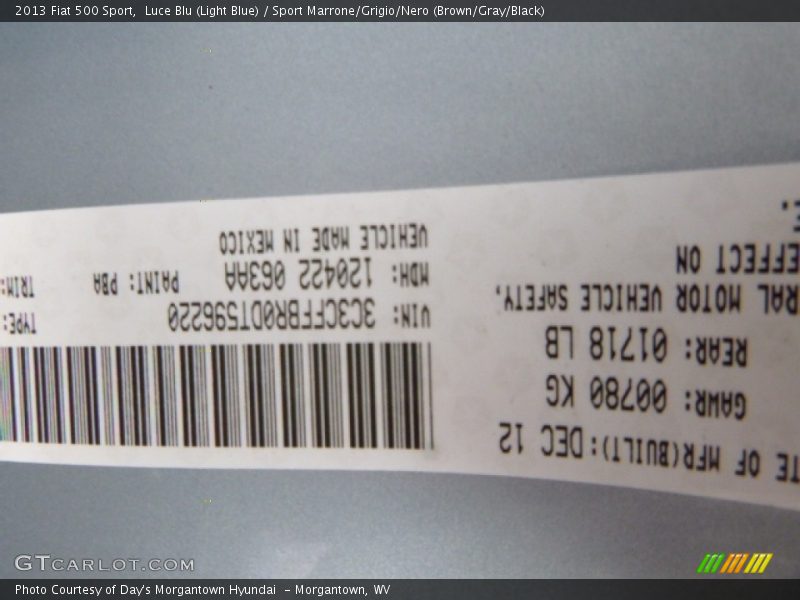 2013 Fiat 500 Sport, Luce Blu (Light Blue) / Sport Marrone/Grigio/Nero (Brown/Gray/Black)
TE OF MFR(BUILT): DEC 12
GAWR: 00780 KG
REAR: 01718 LB
RAL MOTOR VEHICLE SAFETY,
EFFECT ON
E.
VIN: 3C3CFFBR0DT596220 TYPE:
MDH: 120422 063AA PAINT: PBA TRIM:
VEHICLE MADE IN MEXICO
GTCARLOT.COM
Photo Courtesy of Day's Morgantown Hyundai - Morgantown, WV